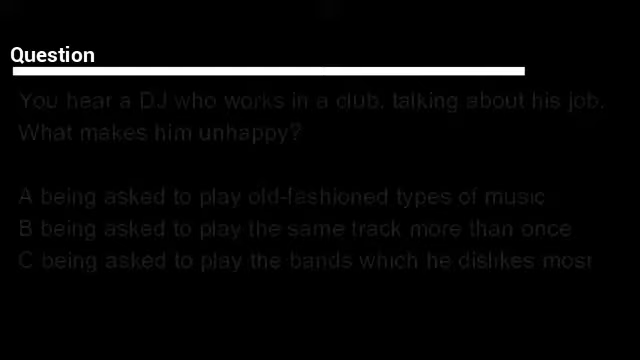 Question
You hear a DJ who works in a club, talking about his job.
What makes him unhappy?
A being asked to play old-fashioned types of music
B being asked to play the same track more than once
C being asked to play the bands which he dislikes most